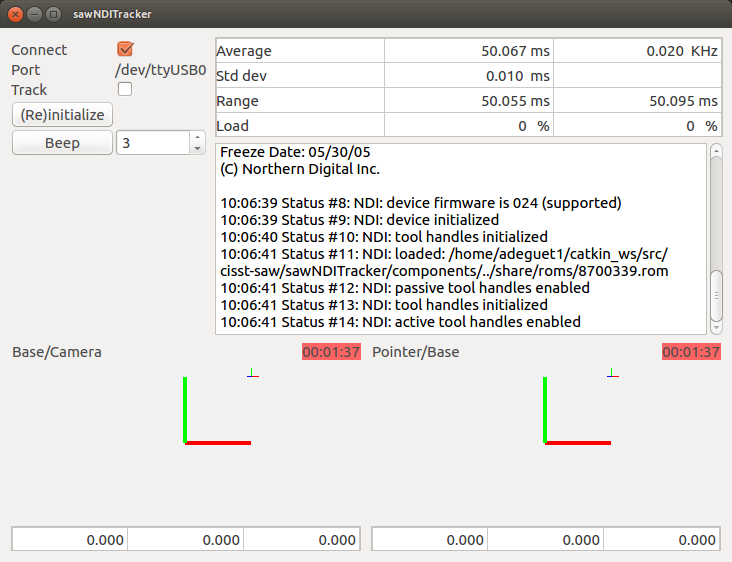 sawNDITracker
Connect
Port /dev/ttyUSB0
Track
(Re)initialize
Beep 3
Average 50.067 ms 0.020 KHz
Std dev 0.010 ms
Range 50.055 ms 50.095 ms
Load 0 % 0 %
Freeze Date: 05/30/05
(C) Northern Digital Inc.
10:06:39 Status #8: NDI: device firmware is 024 (supported)
10:06:39 Status #9: NDI: device initialized
10:06:40 Status #10: NDI: tool handles initialized
10:06:41 Status #11: NDI: loaded: /home/adeguet1/catkin_ws/src/
cisst-saw/sawNDITracker/components/../share/roms/8700339.rom
10:06:41 Status #12: NDI: passive tool handles enabled
10:06:41 Status #13: NDI: tool handles initialized
10:06:41 Status #14: NDI: active tool handles enabled
Base/Camera 00:01:37
0.000 0.000 0.000
Pointer/Base 00:01:37
0.000 0.000 0.000